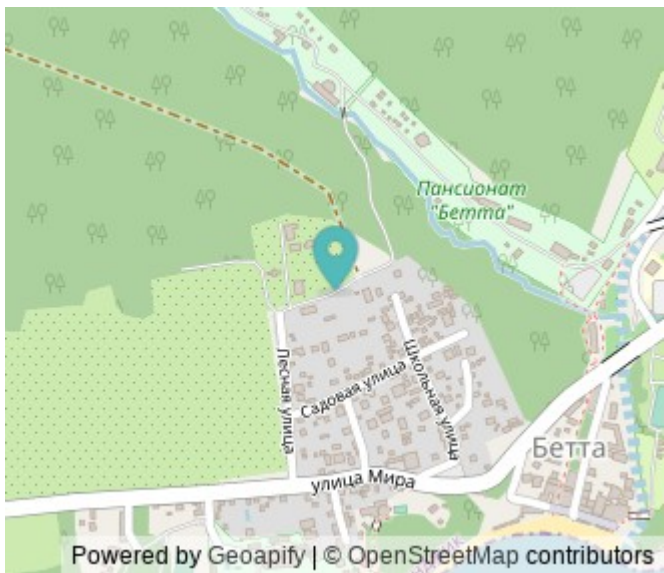 Пансионат
"Бетта"
Лесная улица
Школьная улица
Садовая улица
Бетта
улица Мира
Powered by Geoapify | © OpenStreetMap contributors